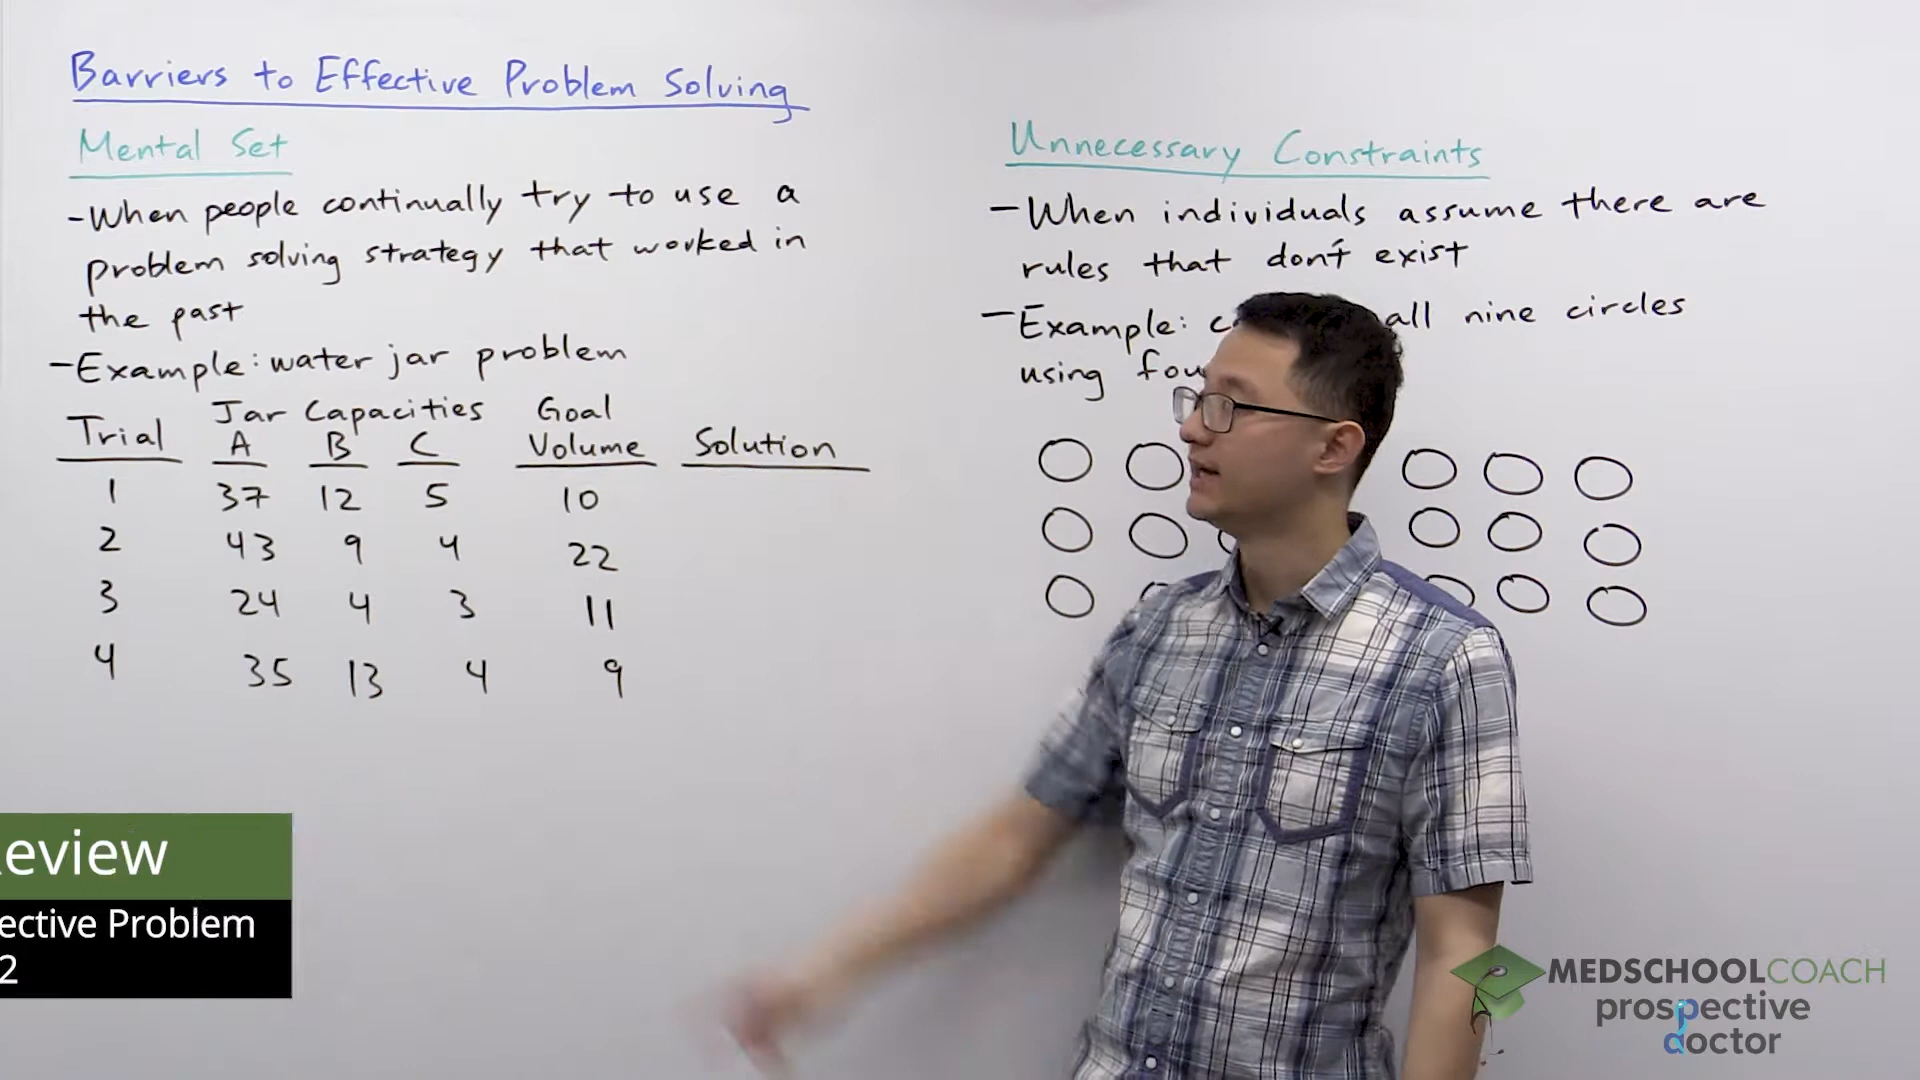 Barriers to Effective Problem Solving
Mental Set
-When people continually try to use a
problem solving strategy that worked in
the past
-Example: water jar problem
Trial Jar Capacities Goal
A B C Volume Solution
1 37 12 5 10
2 43 9 4 22
3 24 4 3 11
4 35 13 4 9
Unnecessary Constraints
-When individuals assume there are
rules that don't exist
-Example: all nine circles
using
eview
ective Problem
2
MEDSCHOOLCOACH
prospective
doctor